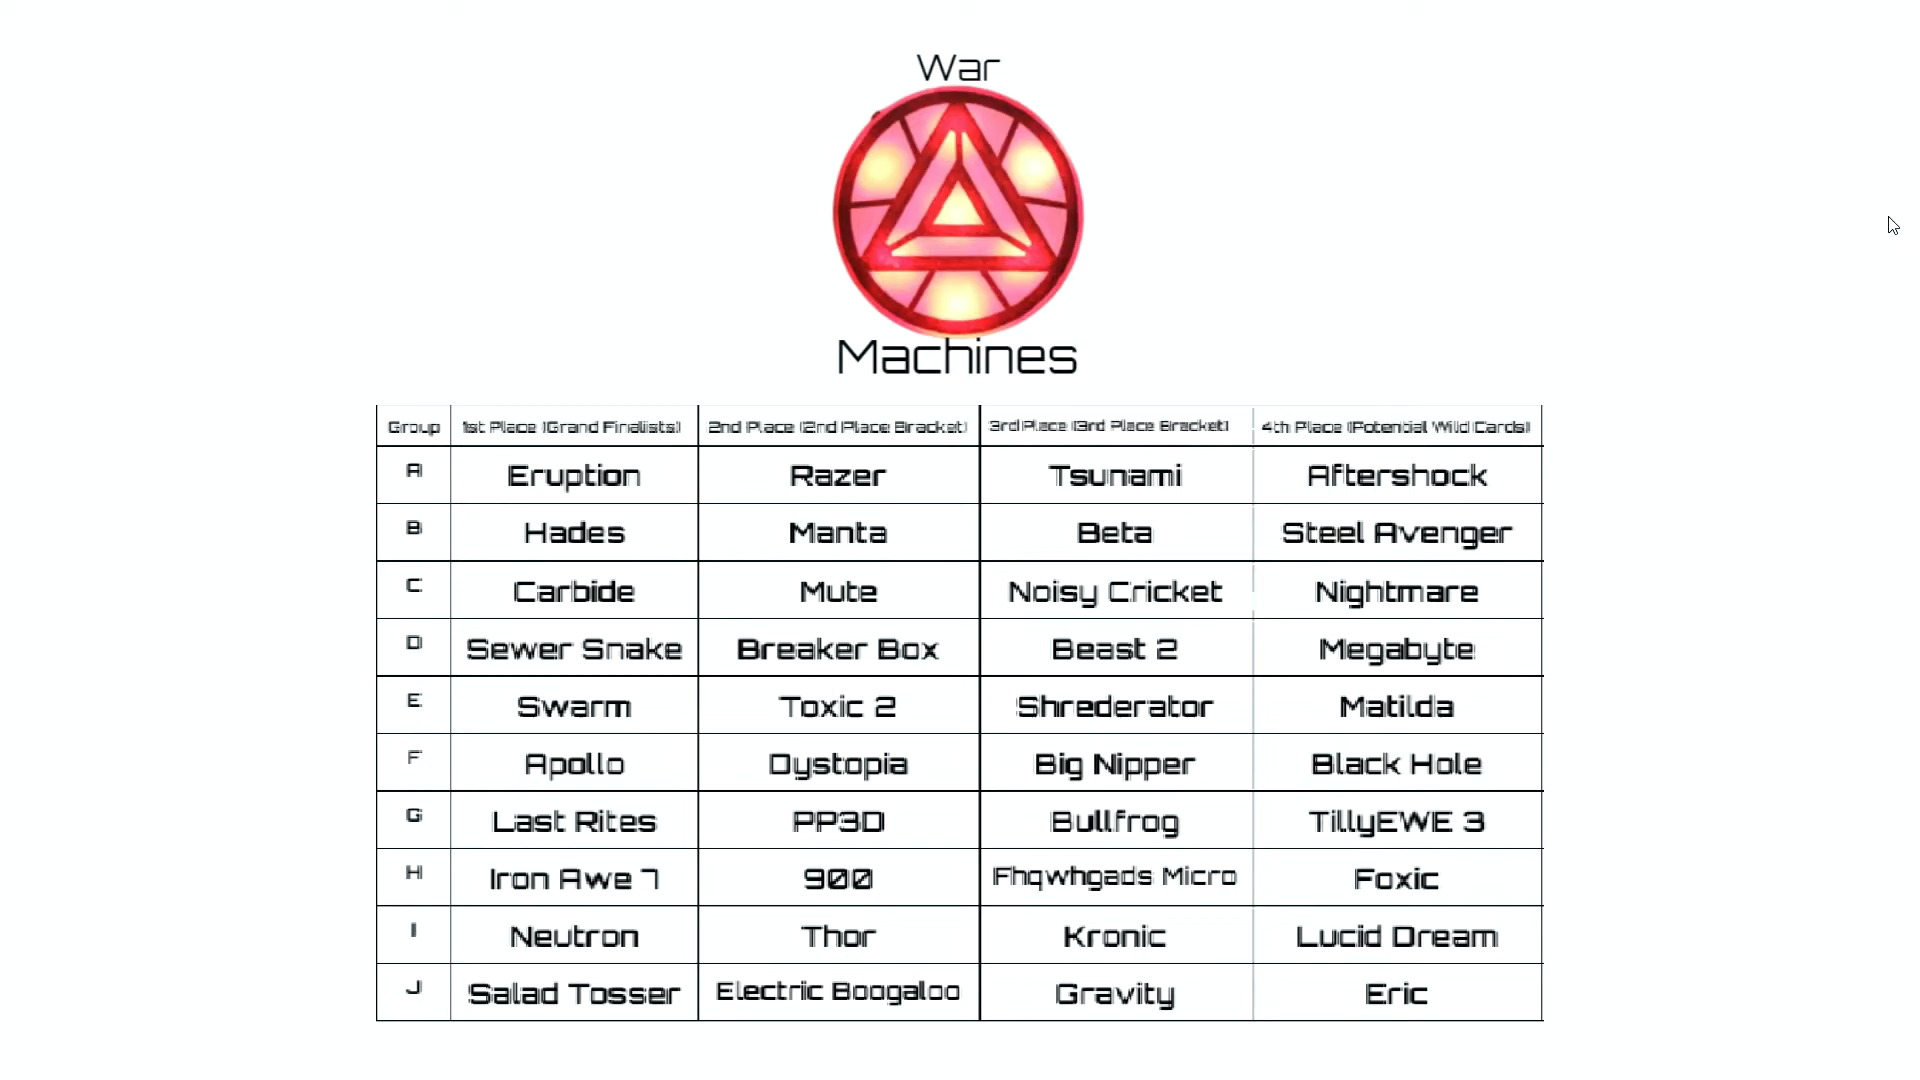 War
Machines
Group 1st Place (Grand Finalists) 2nd Place (2nd Place Bracket) 3rd Place (3rd Place Bracket) 4th Place (Potential Wild Cards)
A Eruption Razer Tsunami Aftershock
B Hades Manta Beta Steel Avenger
C Carbide Mute Noisy Cricket Nightmare
D Sewer Snake Breaker Box Beast 2 Megabyte
E Swarm Toxic 2 Shrederator Matilda
F Apollo Dystopia Big Nipper Black Hole
G Last Rites PP3D Bullfrog TillyEWE 3
H Iron Awe 7 900 Fhqwhgads Micro Foxic
I Neutron Thor Kronic Lucid Dream
J Salad Tosser Electric Boogaloo Gravity Eric